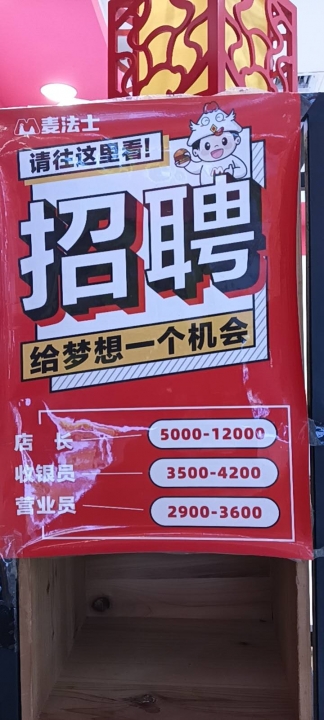 麦法士
请往这里看!
招聘
给梦想一个机会
店 长 5000-12000
收银员 3500-4200
营业员 2900-3600